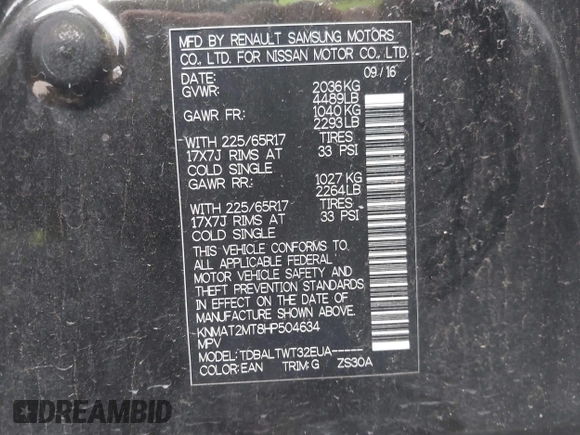 MFD BY RENAULT SAMSUNG MOTORS
CO., LTD. FOR NISSAN MOTOR CO., LTD.
DATE: 09/16
GVWR: 2036KG
4489LB
GAWR FR: 1040 KG
2293LB
WITH 225/65R17 TIRES
17X7J RIMS AT 33 PSI
COLD SINGLE
GAWR RR: 1027 KG
2264LB
WITH 225/65R17 TIRES
17X7J RIMS AT 33 PSI
COLD SINGLE
THIS VEHICLE CONFORMS TO.
ALL APPLICABLE FEDERAL
MOTOR VEHICLE SAFETY AND
THEFT PREVENTION STANDARDS
IN EFFECT ON THE DATE OF
MANUFACTURE SHOWN ABOVE.
KNMAT2MT8HP504634
MPV
MODEL: TDBALTWT32EUA-----
COLOR: EAN TRIM: G ZS30A
DREAMBID